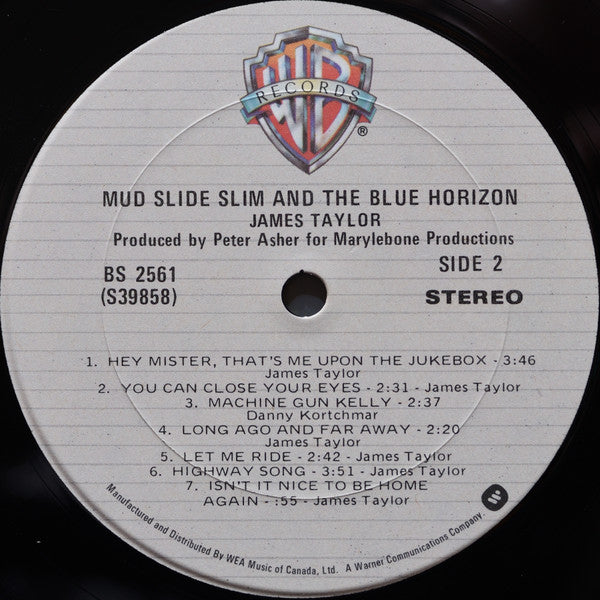 WB
RECORDS
®
MUD SLIDE SLIM AND THE BLUE HORIZON
JAMES TAYLOR
Produced by Peter Asher for Marylebone Productions
BS 2561
(S39858)
SIDE 2
STEREO
1. HEY MISTER, THAT'S ME UPON THE JUKEBOX - 3:46
James Taylor
2. YOU CAN CLOSE YOUR EYES - 2:31 - James Taylor
3. MACHINE GUN KELLY - 2:37
Danny Kortchmar
4. LONG AGO AND FAR AWAY - 2:20
James Taylor
5. LET ME RIDE - 2:42 - James Taylor
6. HIGHWAY SONG - 3:51 - James Taylor
7. ISN'T IT NICE TO BE HOME
AGAIN - :55 - James Taylor
Manufactured and Distributed By WEA Music of Canada, Ltd. A Warner Communications Company.